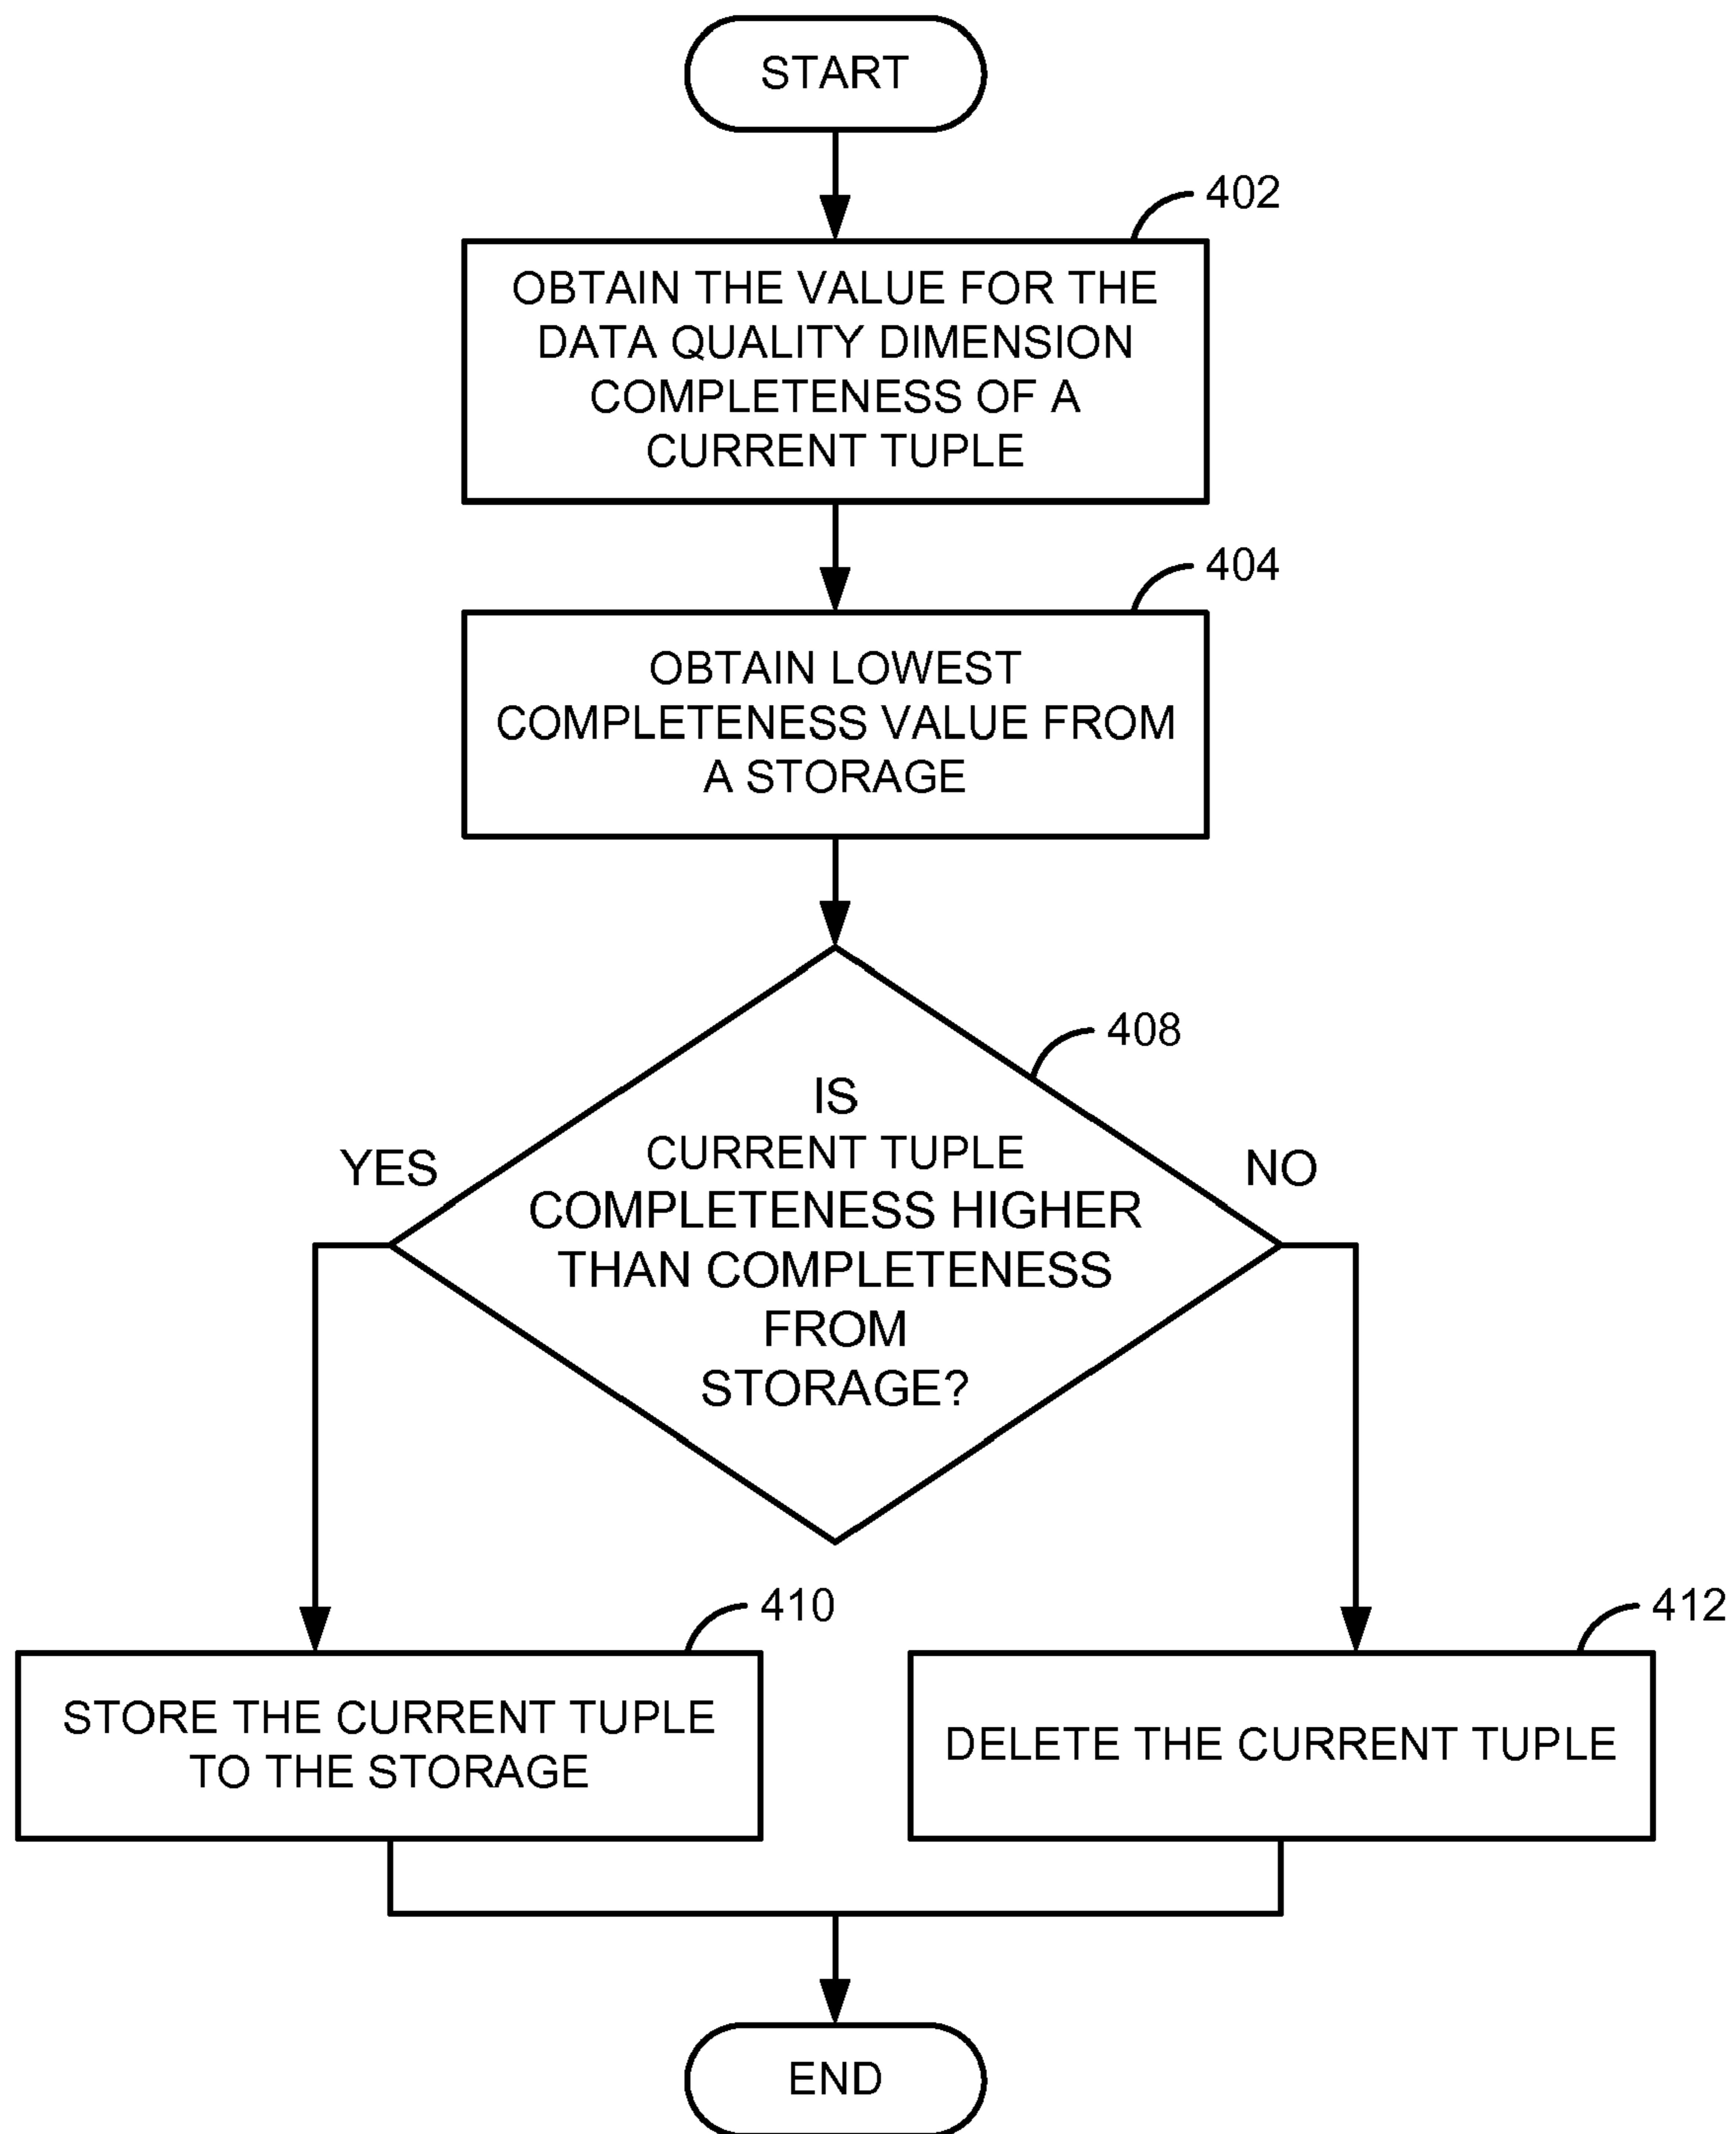 START
402
OBTAIN THE VALUE FOR THE
DATA QUALITY DIMENSION
COMPLETENESS OF A
CURRENT TUPLE
404
OBTAIN LOWEST
COMPLETENESS VALUE FROM
A STORAGE
408
IS
CURRENT TUPLE
COMPLETENESS HIGHER
THAN COMPLETENESS
FROM
STORAGE?
YES
NO
410
STORE THE CURRENT TUPLE
TO THE STORAGE
412
DELETE THE CURRENT TUPLE
END